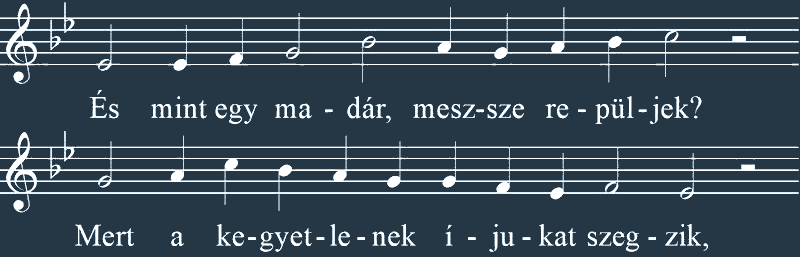 És mint egy ma - dár, mesz-sze re - pül-jek?
Mert a ke-gyet-le-nek í - ju-kat szeg - zik,